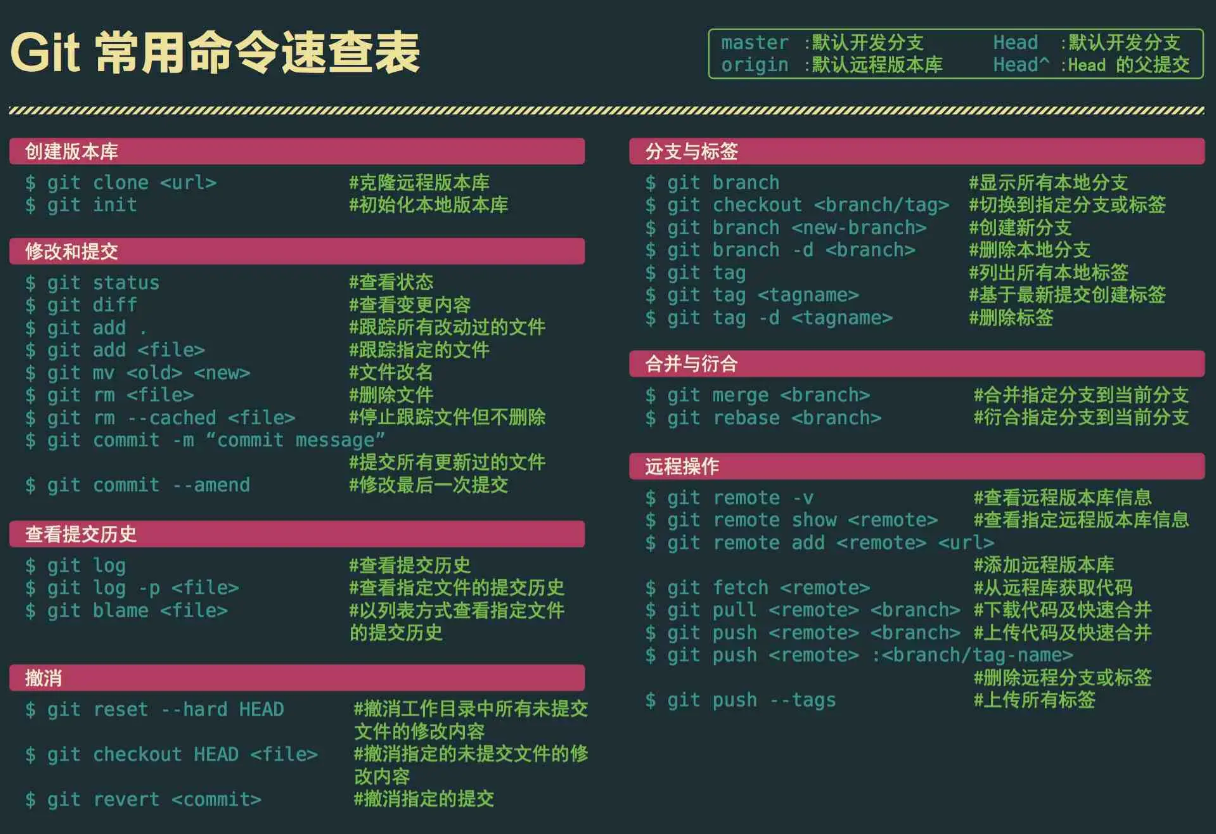 Git 常用命令速查表
master :默认开发分支 Head :默认开发分支
origin :默认远程版本库 Head^ :Head 的父提交
创建版本库
$ git clone <url> #克隆远程版本库
$ git init #初始化本地版本库
修改和提交
$ git status #查看状态
$ git diff #查看变更内容
$ git add . #跟踪所有改动过的文件
$ git add <file> #跟踪指定的文件
$ git mv <old> <new> #文件改名
$ git rm <file> #删除文件
$ git rm --cached <file> #停止跟踪文件但不删除
$ git commit -m “commit message”
#提交所有更新过的文件
$ git commit --amend #修改最后一次提交
查看提交历史
$ git log #查看提交历史
$ git log -p <file> #查看指定文件的提交历史
$ git blame <file> #以列表方式查看指定文件
的提交历史
撤消
$ git reset --hard HEAD #撤消工作目录中所有未提交
文件的修改内容
$ git checkout HEAD <file> #撤消指定的未提交文件的修
改内容
$ git revert <commit> #撤消指定的提交
分支与标签
$ git branch #显示所有本地分支
$ git checkout <branch/tag> #切换到指定分支或标签
$ git branch <new-branch> #创建新分支
$ git branch -d <branch> #删除本地分支
$ git tag #列出所有本地标签
$ git tag <tagname> #基于最新提交创建标签
$ git tag -d <tagname> #删除标签
合并与衍合
$ git merge <branch> #合并指定分支到当前分支
$ git rebase <branch> #衍合指定分支到当前分支
远程操作
$ git remote -v #查看远程版本库信息
$ git remote show <remote> #查看指定远程版本库信息
$ git remote add <remote> <url>
#添加远程版本库
$ git fetch <remote> #从远程库获取代码
$ git pull <remote> <branch> #下载代码及快速合并
$ git push <remote> <branch> #上传代码及快速合并
$ git push <remote> :<branch/tag-name>
#删除远程分支或标签
$ git push --tags #上传所有标签